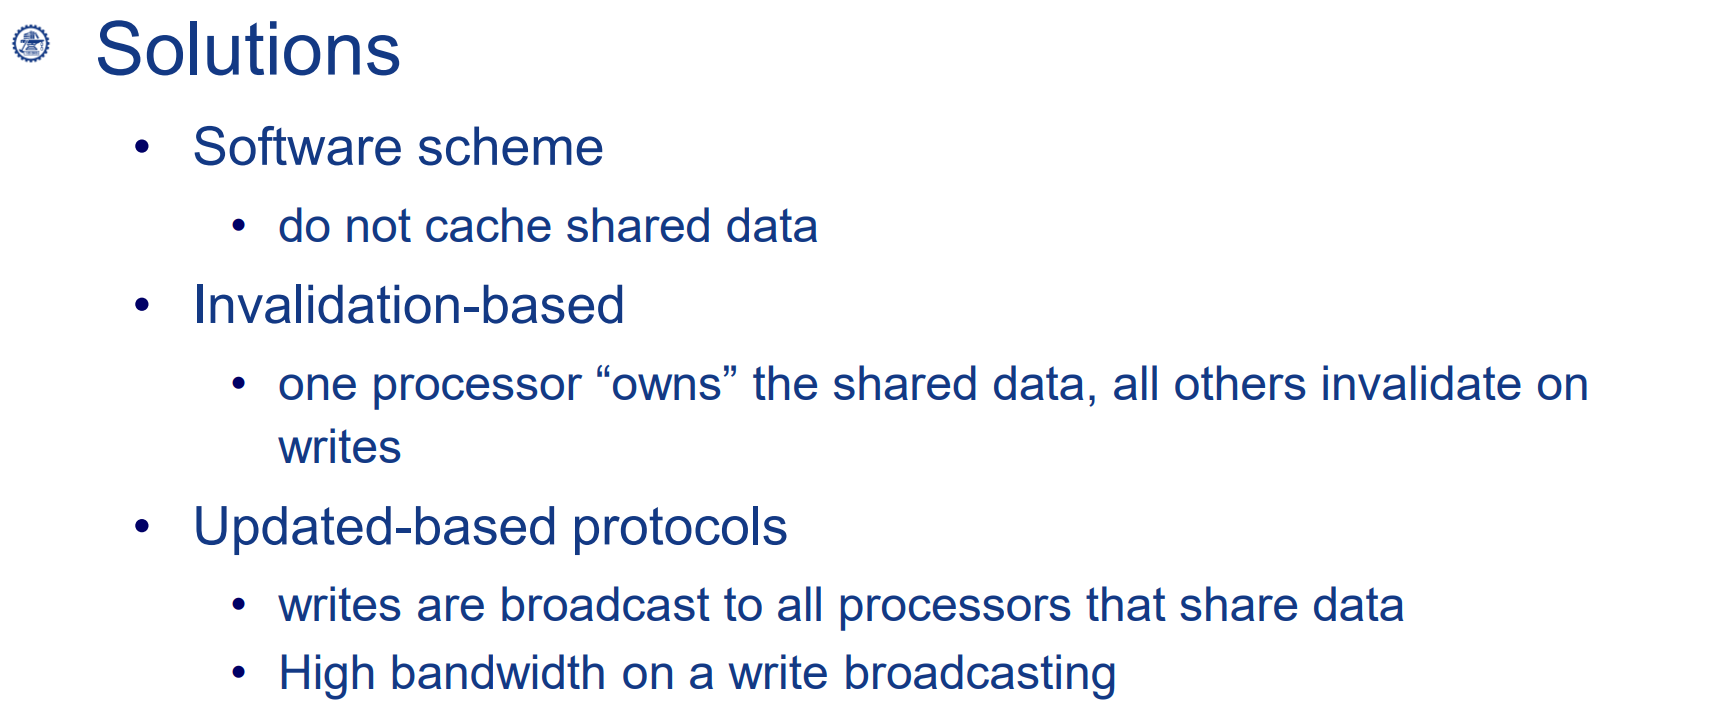 Solutions
• Software scheme
• do not cache shared data
• Invalidation-based
• one processor “owns” the shared data, all others invalidate on
writes
• Updated-based protocols
• writes are broadcast to all processors that share data
• High bandwidth on a write broadcasting